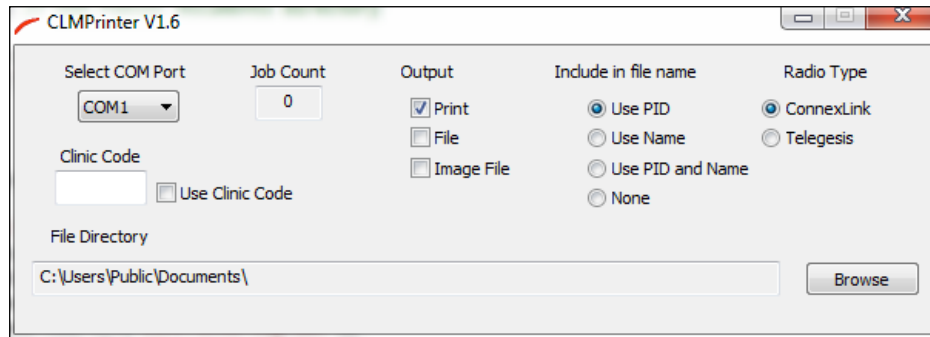 CLMPrinter V1.6
Select COM Port Job Count Output Include in file name Radio Type
COM1 0 Print Use PID ConnexLink
File Use Name Telegesis
Clinic Code Image File Use PID and Name
Use Clinic Code None
File Directory
C:\Users\Public\Documents\ Browse